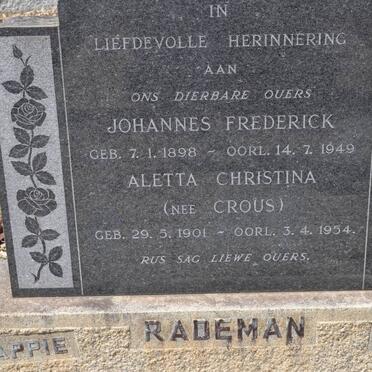 IN
LIEFDEVOLLE HERINNERING
AAN
ONS DIERBARE OUERS
JOHANNES FREDERICK
GEB. 7. 1. 1898 - OORL. 14. 7. 1949
ALETTA CHRISTINA
(NEE CROUS)
GEB. 29. 5. 1901 - OORL. 3. 4. 1954.
RUS SAG LIEWE OUERS.
RADEMAN